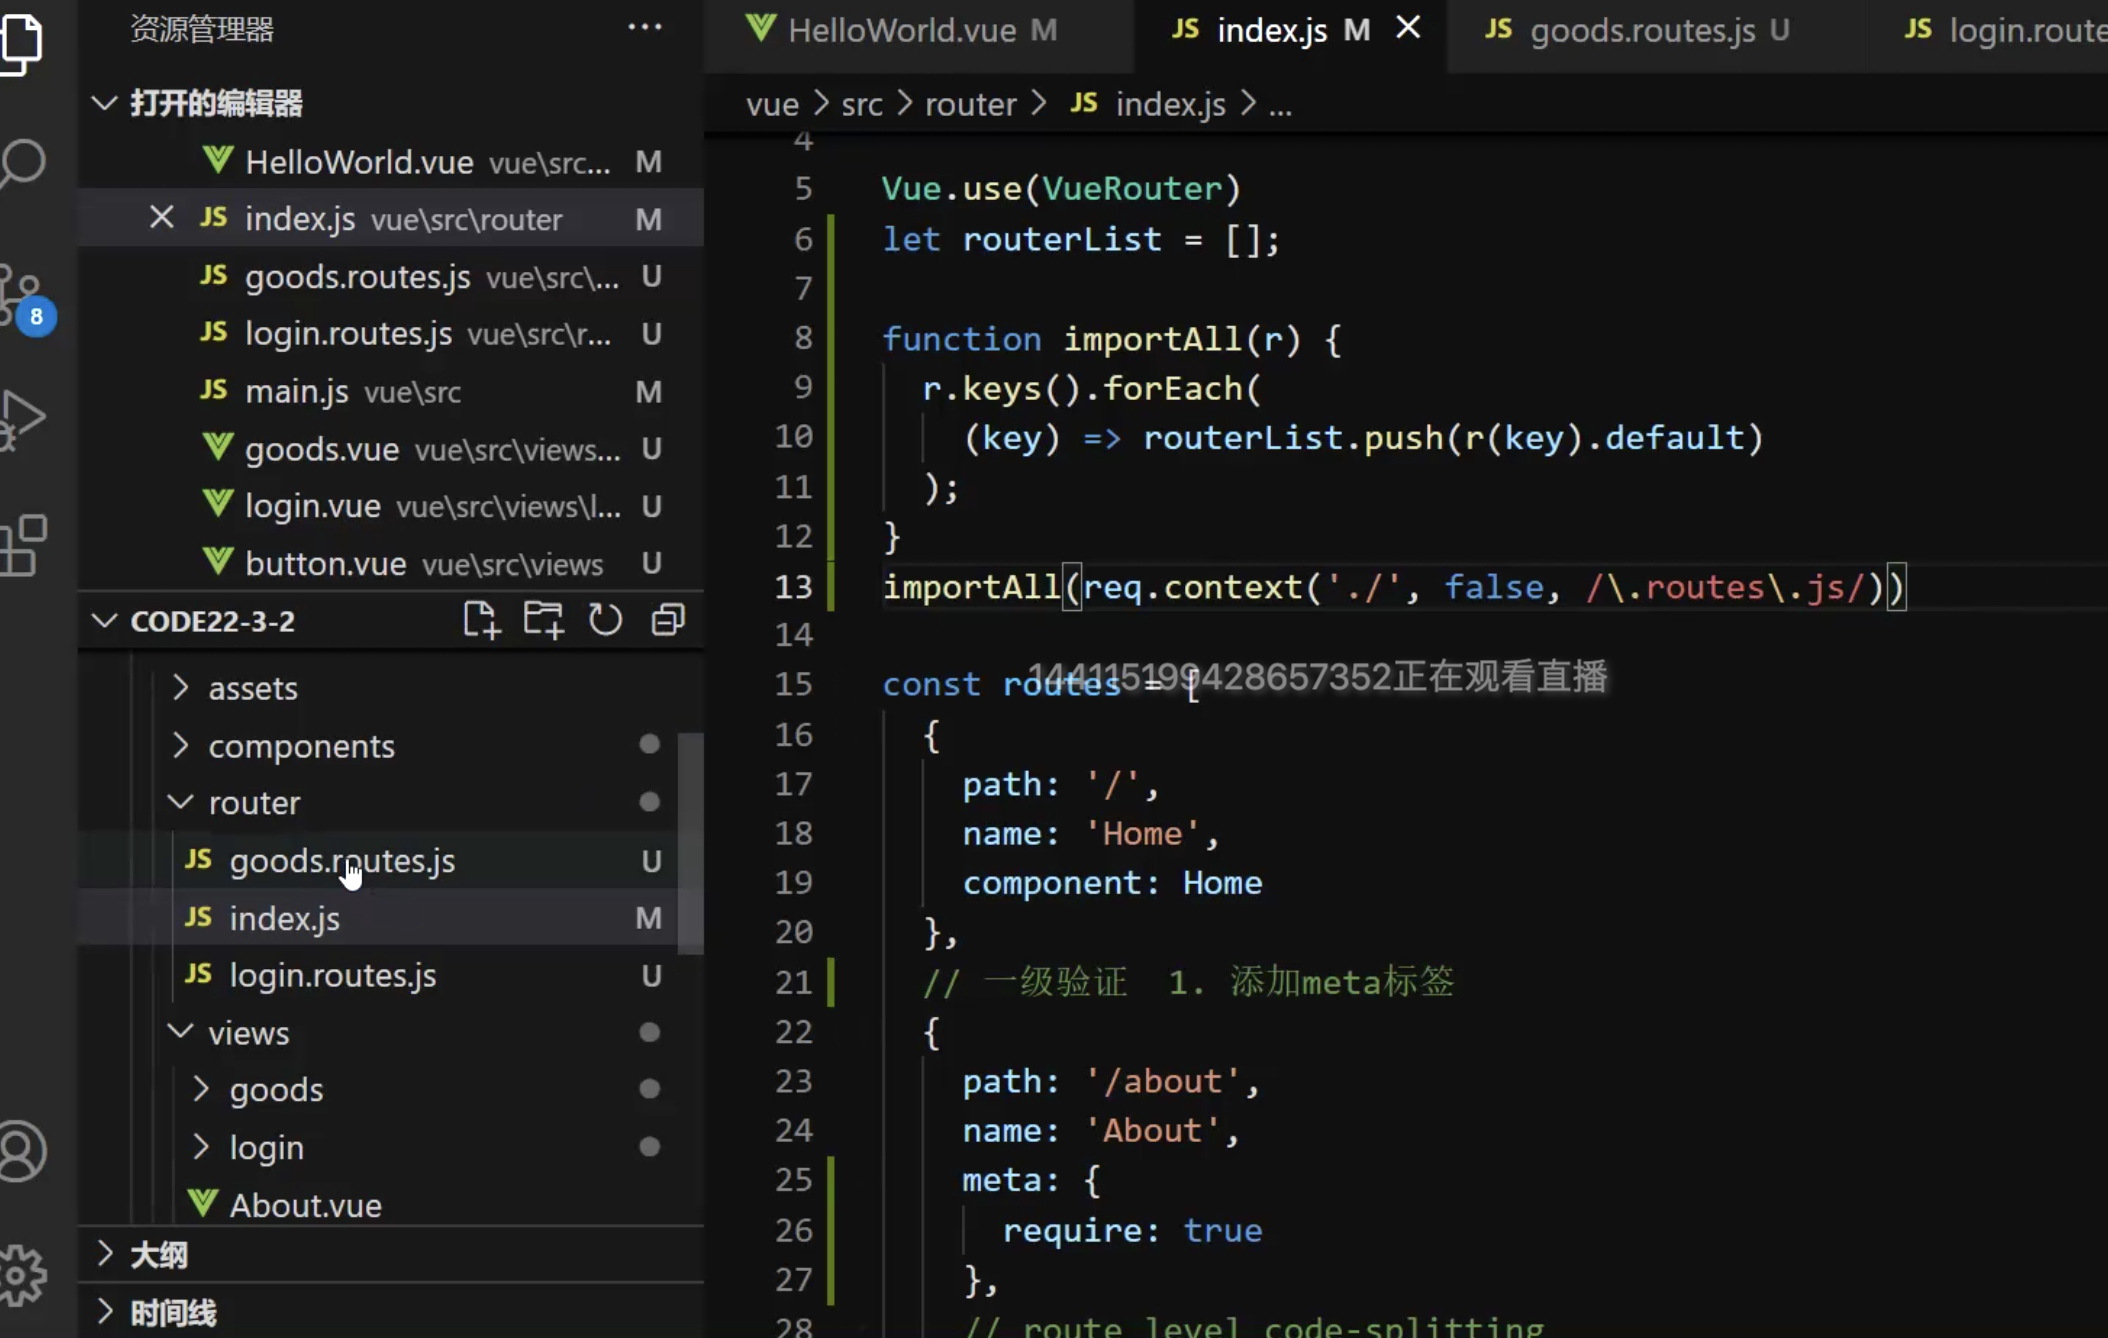 资源管理器
···
打开的编辑器
HelloWorld.vue vue\src... M
index.js vue\src\router M
goods.routes.js vue\src\... U
login.routes.js vue\src\r... U
main.js vue\src M
goods.vue vue\src\views... U
login.vue vue\src\views\l... U
button.vue vue\src\views U
8
CODE22-3-2
assets
components
router
JS goods.routes.js U
JS index.js M
JS login.routes.js U
views
goods
login
About.vue
大纲
时间线
HelloWorld.vue M
JS index.js M
JS goods.routes.js U
JS login.route
vue > src > router > JS index.js > ...
4
5 Vue.use(VueRouter)
6 let routerList = [];
7
8 function importAll(r) {
9 r.keys().forEach(
10 (key) => routerList.push(r(key).default)
11 );
12 }
13 importAll(req.context('./', false, /\.routes\.js/))
14
144115199428657352正在观看直播
15 const routes = [
16 {
17 path: '/',
18 name: 'Home',
19 component: Home
20 },
21 // 一级验证 1. 添加meta标签
22 {
23 path: '/about',
24 name: 'About',
25 meta: {
26 require: true
27 },
28 // route level code-splitting